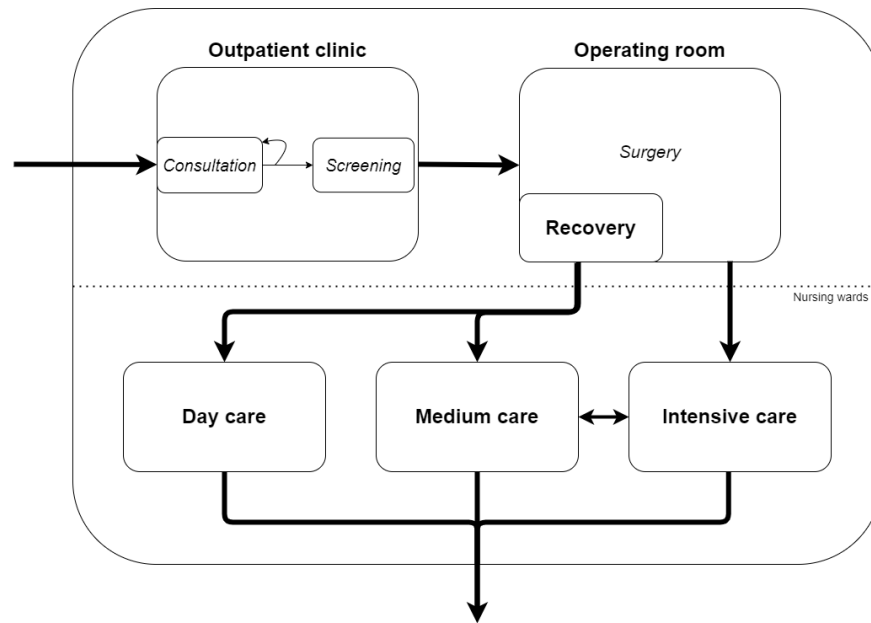 Outpatient clinic
Operating room
Consultation
Screening
Surgery
Recovery
Nursing wards
Day care
Medium care
Intensive care